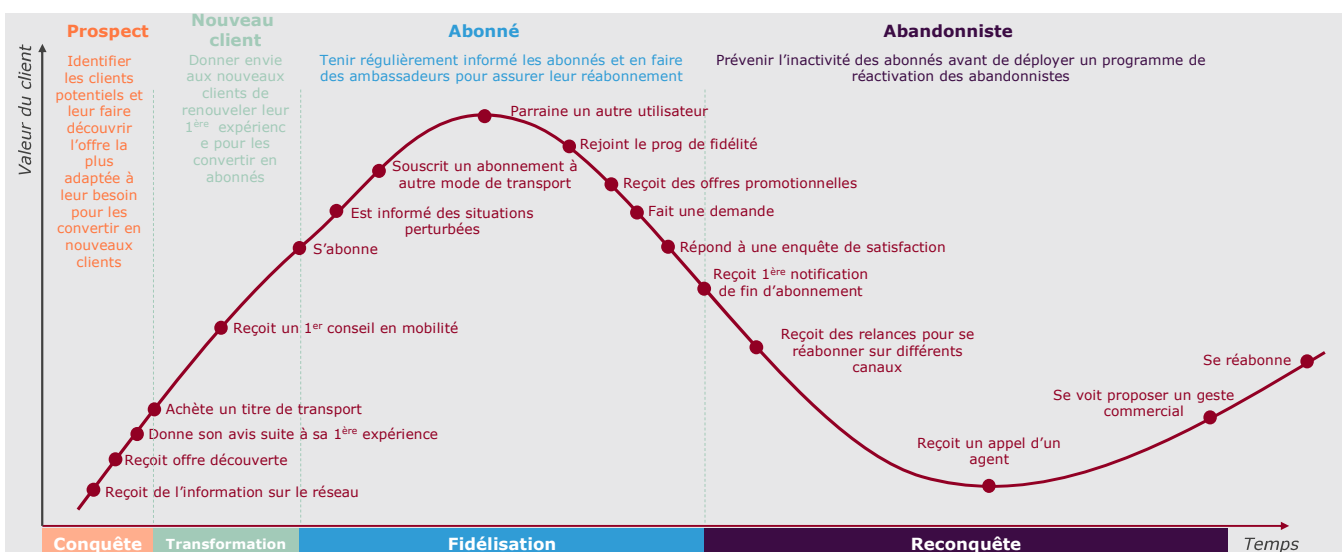 Prospect
Identifier
les clients
potentiels et
leur faire
découvrir
l’offre la
plus
adaptée à
leur besoin
pour les
convertir en
nouveaux
clients
Nouveau
client
Donner envie
aux nouveaux
clients de
renouveler leur
1ère expérienc
e pour les
convertir en
abonnés
Abonné
Tenir régulièrement informé les abonnés et en faire
des ambassadeurs pour assurer leur réabonnement
Abandonniste
Prévenir l’inactivité des abonnés avant de déployer un programme de
réactivation des abandonnistes
Valeur du client
Reçoit de l’information sur le réseau
Reçoit offre découverte
Donne son avis suite à sa 1ère expérience
Achète un titre de transport
Reçoit un 1er conseil en mobilité
S’abonne
Est informé des situations
perturbées
Souscrit un abonnement à
autre mode de transport
Parraine un autre utilisateur
Rejoint le prog de fidélité
Reçoit des offres promotionnelles
Fait une demande
Répond à une enquête de satisfaction
Reçoit 1ère notification
de fin d’abonnement
Reçoit des relances pour se
réabonner sur différents
canaux
Reçoit un appel d’un
agent
Se voit proposer un geste
commercial
Se réabonne
Conquête
Transformation
Fidélisation
Reconquête
Temps